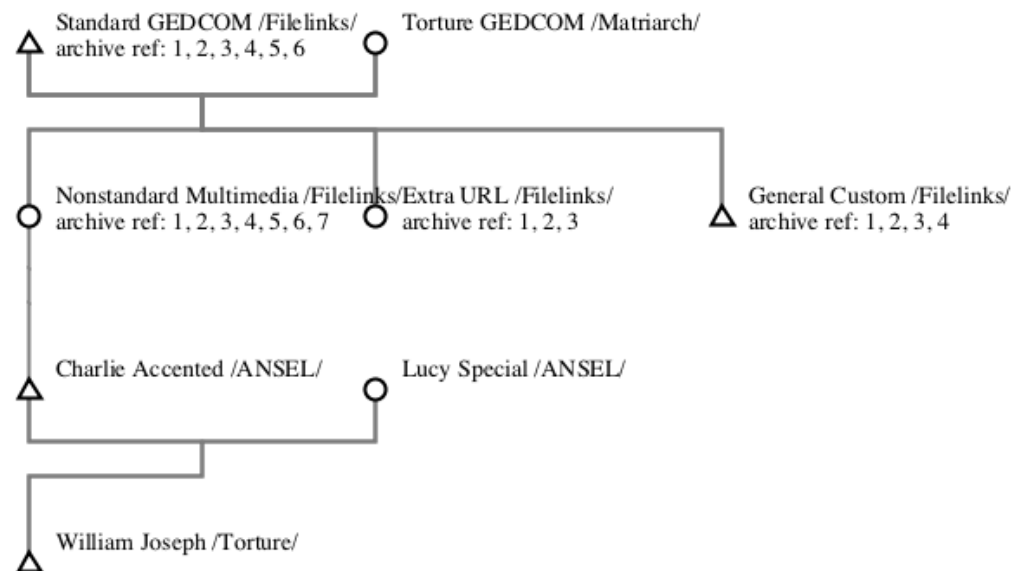 Standard GEDCOM /Filelinks/
archive ref: 1, 2, 3, 4, 5, 6
Torture GEDCOM /Matriarch/
Nonstandard Multimedia /Filelinks/
archive ref: 1, 2, 3, 4, 5, 6, 7
Extra URL /Filelinks/
archive ref: 1, 2, 3
General Custom /Filelinks/
archive ref: 1, 2, 3, 4
Charlie Accented /ANSEL/
Lucy Special /ANSEL/
William Joseph /Torture/